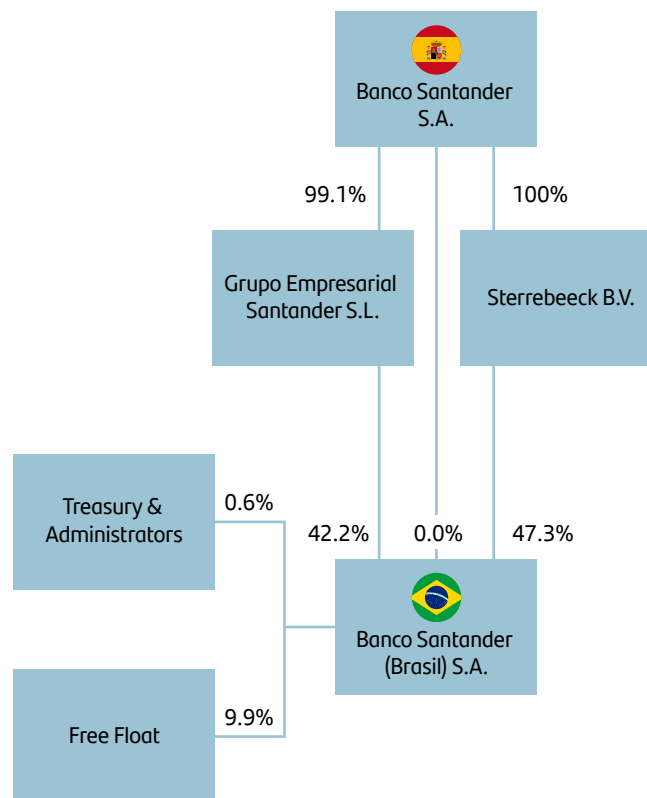 Banco Santander
S.A.
99.1%
100%
Grupo Empresarial
Santander S.L.
Sterrebeeck B.V.
Treasury &
Administrators
0.6%
42.2%
0.0%
47.3%
Banco Santander
(Brasil) S.A.
9.9%
Free Float